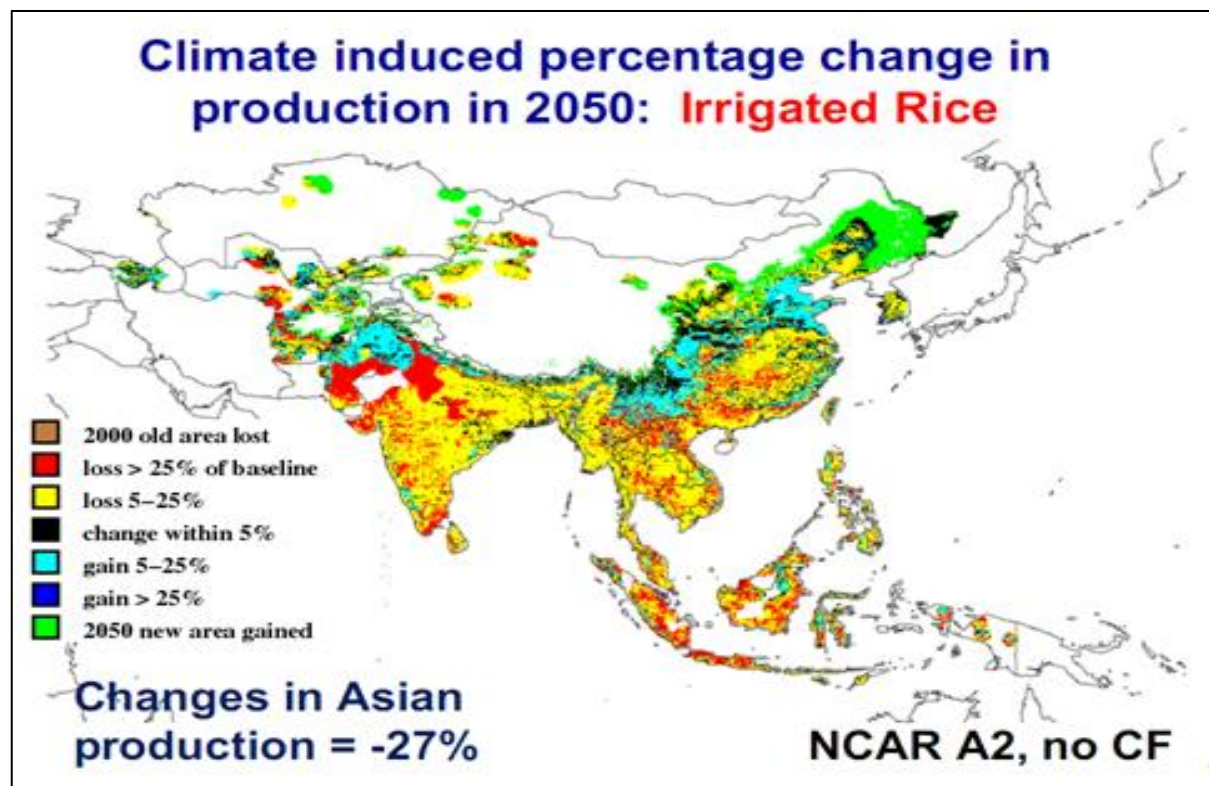 Climate induced percentage change in
production in 2050: Irrigated Rice
2000 old area lost
loss > 25% of baseline
loss 5–25%
change within 5%
gain 5–25%
gain > 25%
2050 new area gained
Changes in Asian
production = -27%
NCAR A2, no CF